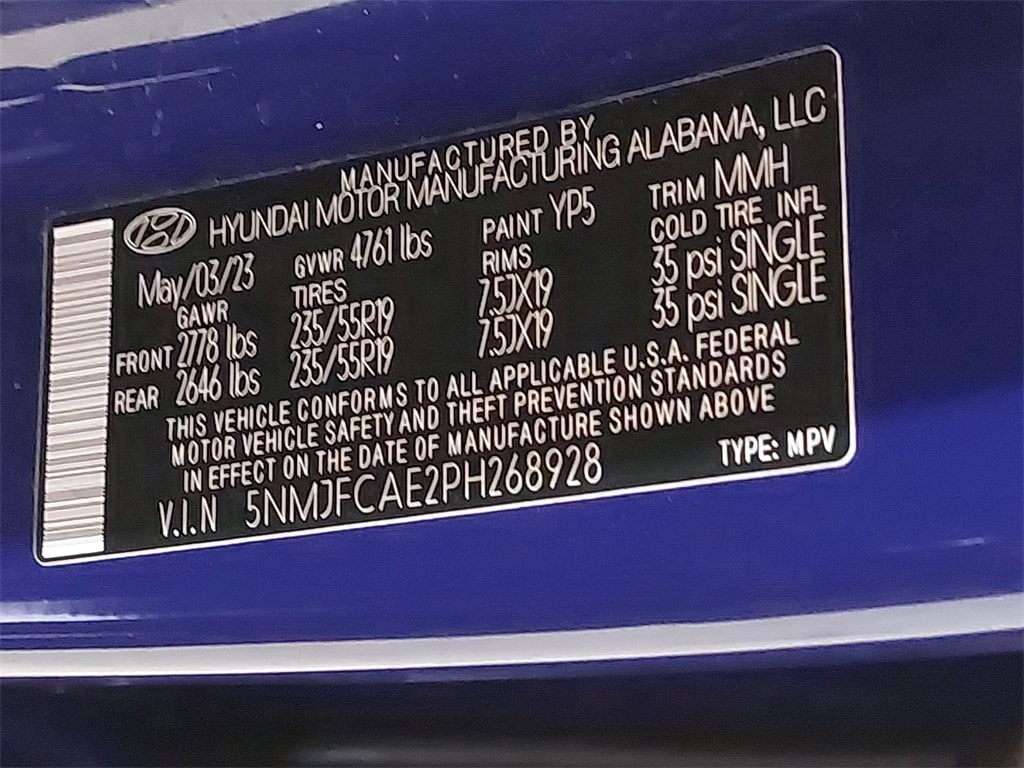 MANUFACTURED BY
HYUNDAI MOTOR MANUFACTURING ALABAMA, LLC
May/03/23 GVWR 4761 lbs PAINT YP5 TRIM MMH
GAWR TIRES RIMS COLD TIRE INFL
FRONT 2778 lbs 235/55R19 7.5JX19 35 psi SINGLE
REAR 2646 lbs 235/55R19 7.5JX19 35 psi SINGLE
THIS VEHICLE CONFORMS TO ALL APPLICABLE U.S.A. FEDERAL
MOTOR VEHICLE SAFETY AND THEFT PREVENTION STANDARDS
IN EFFECT ON THE DATE OF MANUFACTURE SHOWN ABOVE
V.I.N 5NMJFCAE2PH268928 TYPE: MPV